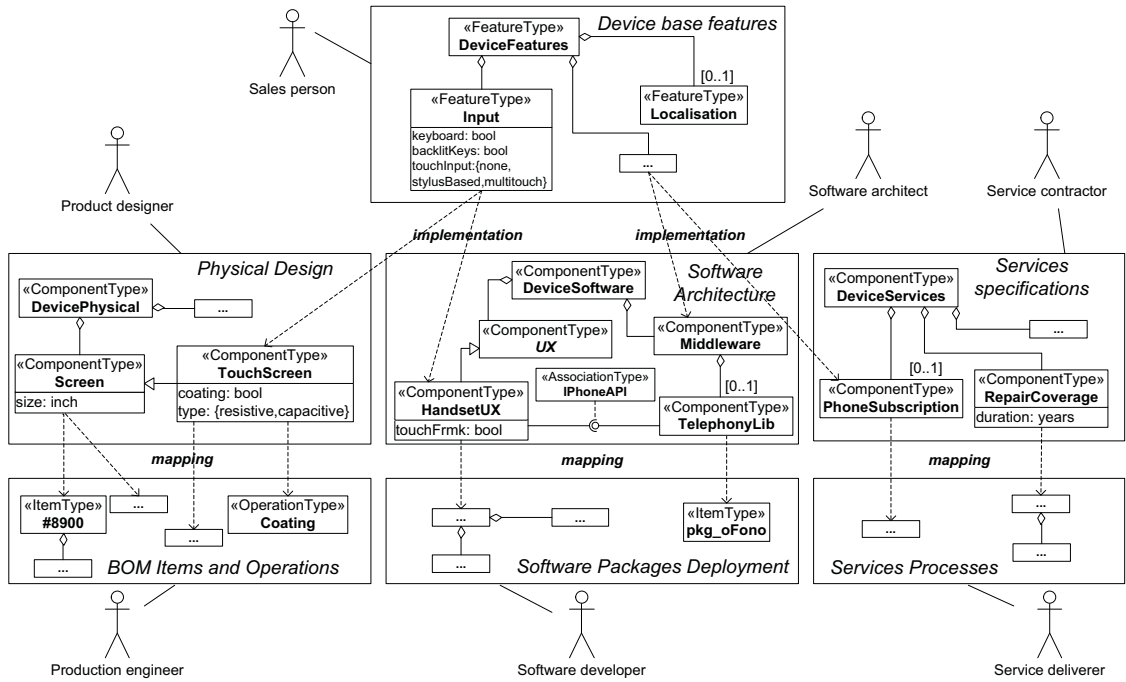 Sales person
Device base features
«FeatureType»
DeviceFeatures
[0..1]
«FeatureType»
Input
keyboard: bool
backlitKeys: bool
touchInput:{none,
stylusBased,multitouch}
«FeatureType»
Localisation
...
Product designer
Software architect
Service contractor
implementation
implementation
Physical Design
«ComponentType»
DevicePhysical
...
«ComponentType»
Screen
size: inch
«ComponentType»
TouchScreen
coating: bool
type: {resistive,capacitive}
Software
Architecture
«ComponentType»
DeviceSoftware
«ComponentType»
UX
«ComponentType»
Middleware
«AssociationType»
IPhoneAPI
[0..1]
«ComponentType»
HandsetUX
touchFrmk: bool
«ComponentType»
TelephonyLib
Services
specifications
«ComponentType»
DeviceServices
...
[0..1]
«ComponentType»
PhoneSubscription
«ComponentType»
RepairCoverage
duration: years
mapping
mapping
mapping
«ItemType»
#8900
...
...
...
«OperationType»
Coating
BOM Items and Operations
...
...
...
«ItemType»
pkg_oFono
Software Packages Deployment
...
...
...
Services Processes
Production engineer
Software developer
Service deliverer